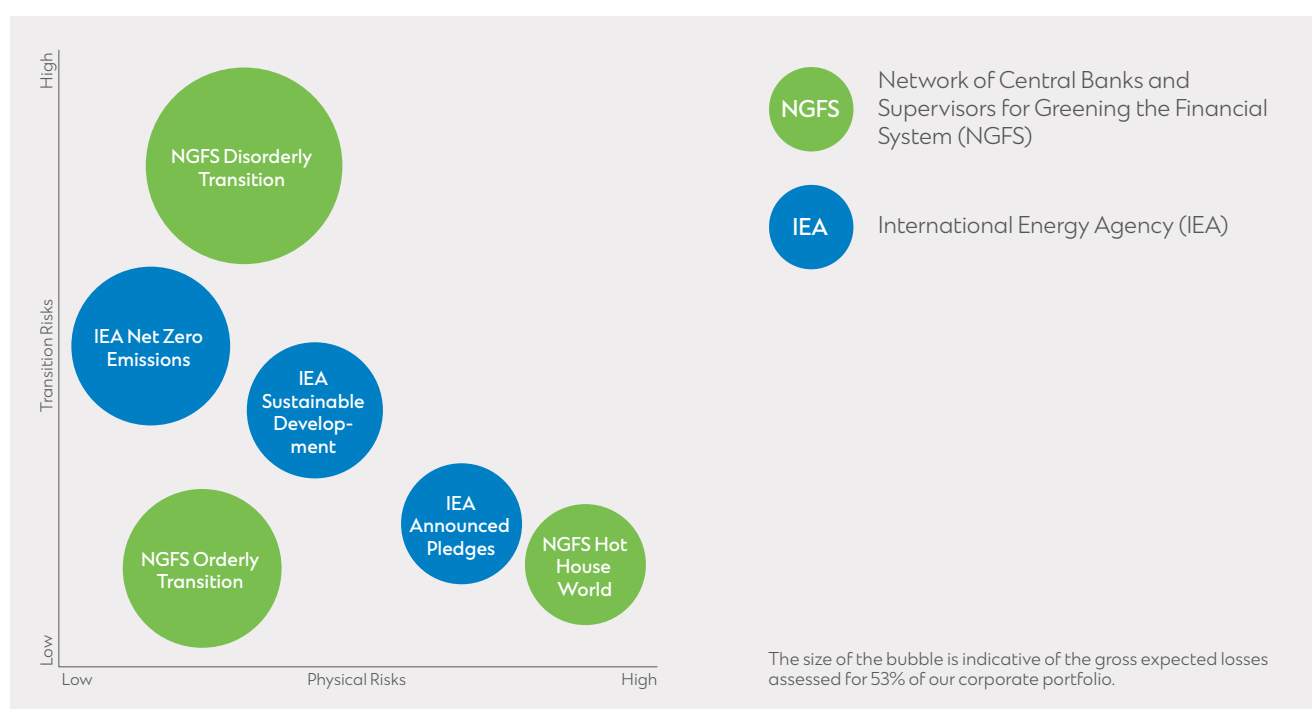 High
Transition Risks
Low
NGFS Disorderly
Transition
IEA Net Zero
Emissions
IEA
Sustainable
Develop-
ment
IEA
Announced
Pledges
NGFS Orderly
Transition
NGFS Hot
House
World
Low
Physical Risks
High
NGFS
Network of Central Banks and
Supervisors for Greening the Financial
System (NGFS)
IEA
International Energy Agency (IEA)
The size of the bubble is indicative of the gross expected losses
assessed for 53% of our corporate portfolio.